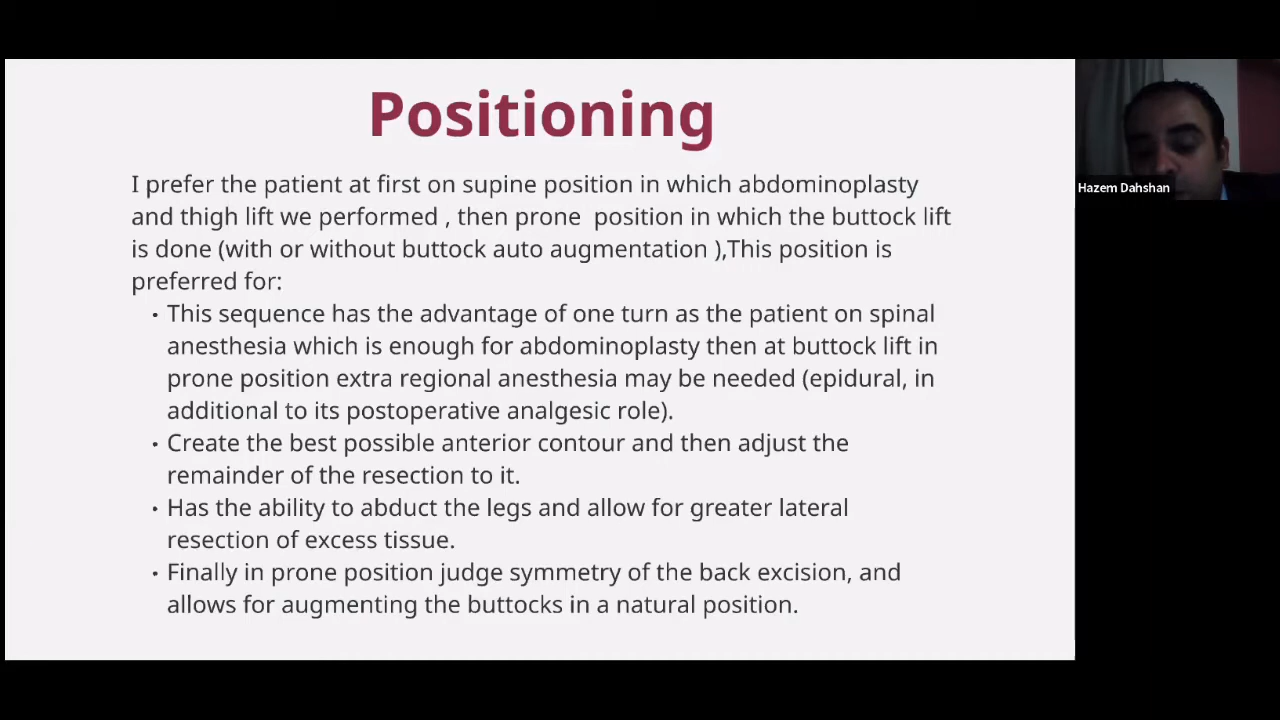 Positioning
I prefer the patient at first on supine position in which abdominoplasty
and thigh lift we performed , then prone  position in which the buttock lift
is done (with or without buttock auto augmentation ),This position is
preferred for:
• This sequence has the advantage of one turn as the patient on spinal
anesthesia which is enough for abdominoplasty then at buttock lift in
prone position extra regional anesthesia may be needed (epidural, in
additional to its postoperative analgesic role).
• Create the best possible anterior contour and then adjust the
remainder of the resection to it.
• Has the ability to abduct the legs and allow for greater lateral
resection of excess tissue.
• Finally in prone position judge symmetry of the back excision, and
allows for augmenting the buttocks in a natural position.
Hazem Dahshan